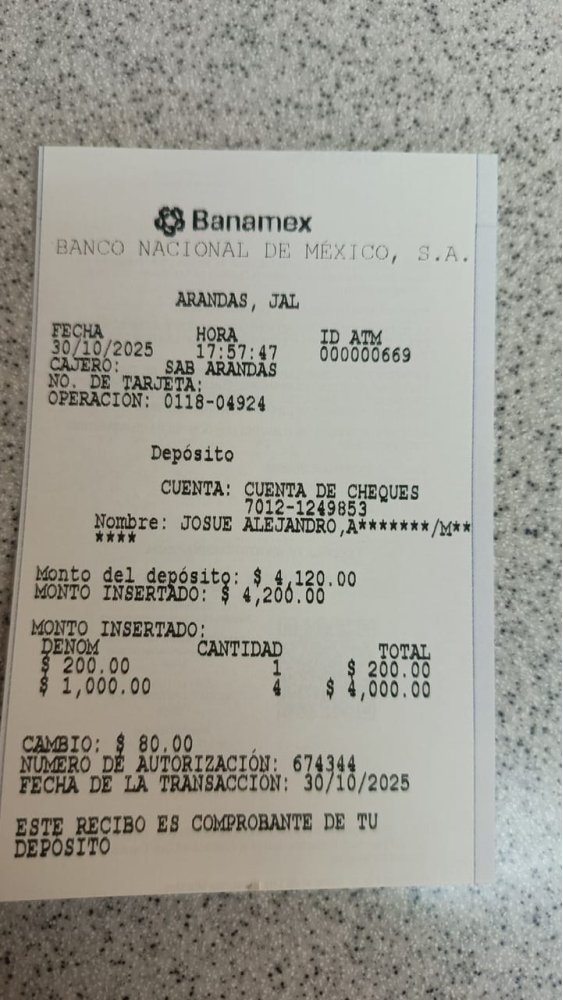 Banamex
BANCO NACIONAL DE MÉXICO, S.A.
ARANDAS, JAL
FECHA HORA ID ATM
30/10/2025 17:57:47 000000669
CAJERO: SAB ARANDAS
NO. DE TARJETA:
OPERACIÓN: 0118-04924
Depósito
CUENTA: CUENTA DE CHEQUES
7012-1249853
Nombre: JOSUE ALEJANDRO,A*******/M**
****
Monto del depósito: $ 4,120.00
MONTO INSERTADO: $ 4,200.00
MONTO INSERTADO:
DENOM CANTIDAD TOTAL
$ 200.00 1 $ 200.00
$ 1,000.00 4 $ 4,000.00
CAMBIO: $ 80.00
NUMERO DE AUTORIZACIÓN: 674344
FECHA DE LA TRANSACCIÓN: 30/10/2025
ESTE RECIBO ES COMPROBANTE DE TU
DEPÓSITO